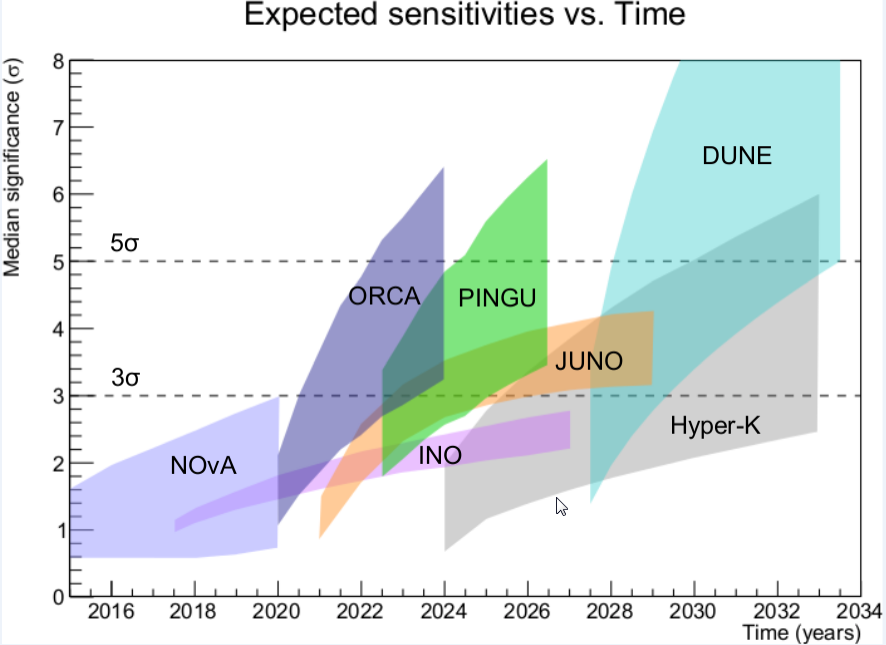 Expected sensitivities vs. Time
Median significance (σ)
8
7
6
5
4
3
2
1
0
5σ
3σ
DUNE
ORCA
PINGU
JUNO
Hyper-K
NOvA
INO
2016
2018
2020
2022
2024
2026
2028
2030
2032
2034
Time (years)